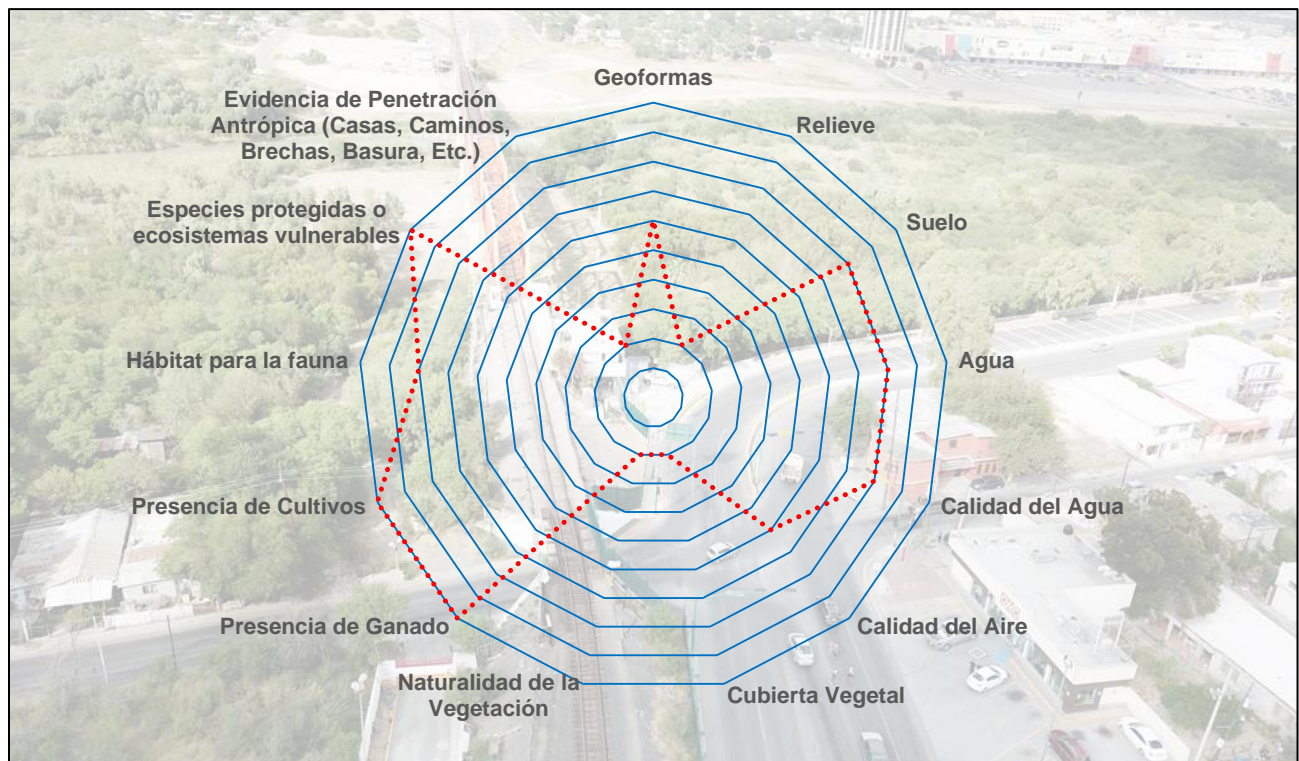 Geoformas
Relieve
Suelo
Agua
Calidad del Agua
Calidad del Aire
Cubierta Vegetal
Naturalidad de la
Vegetación
Presencia de Ganado
Presencia de Cultivos
Hábitat para la fauna
Especies protegidas o
ecosistemas vulnerables
Evidencia de Penetración
Antrópica (Casas, Caminos,
Brechas, Basura, Etc.)